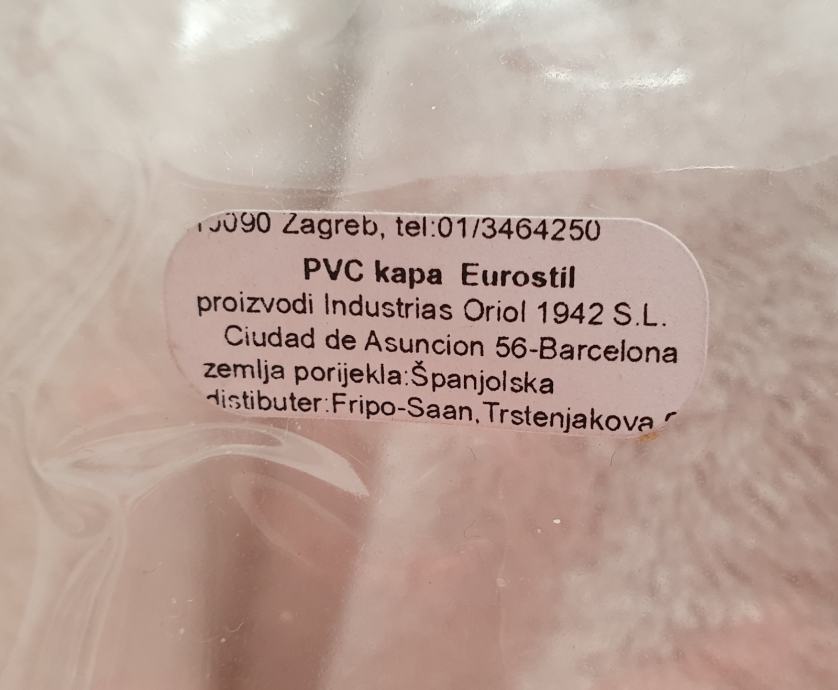 Zagreb, tel:01/3464250
PVC kapa Eurostil
proizvodi Industrias Oriol 1942 S.L.
Ciudad de Asuncion 56-Barcelona
zemlja porijekla:Španjolska
distibuter:Fripo-Saan,Trstenjakova